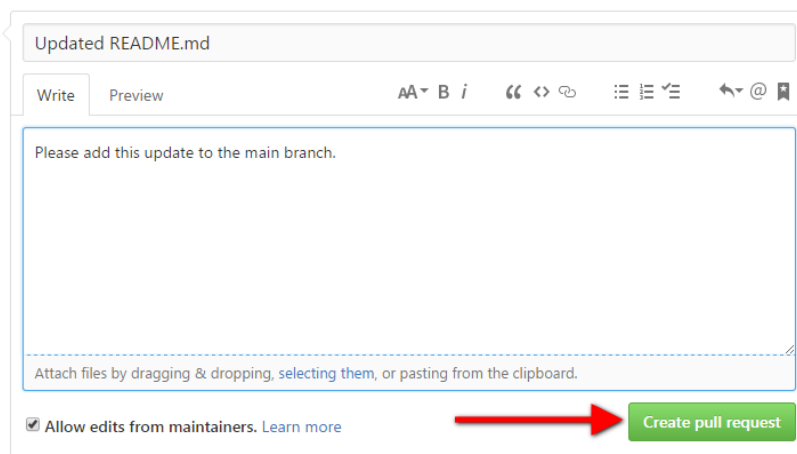 Updated README.md
Write Preview AA B i “ <> @
Please add this update to the main branch.
Attach files by dragging & dropping, selecting them, or pasting from the clipboard.
Allow edits from maintainers. Learn more Create pull request